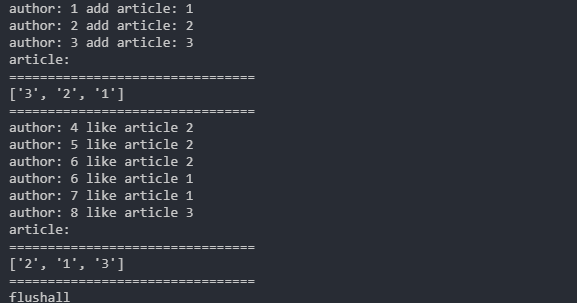 author: 1 add article: 1
author: 2 add article: 2
author: 3 add article: 3
article:
================================
['3', '2', '1']
================================
author: 4 like article 2
author: 5 like article 2
author: 6 like article 2
author: 6 like article 1
author: 7 like article 1
author: 8 like article 3
article:
================================
['2', '1', '3']
================================
flushall